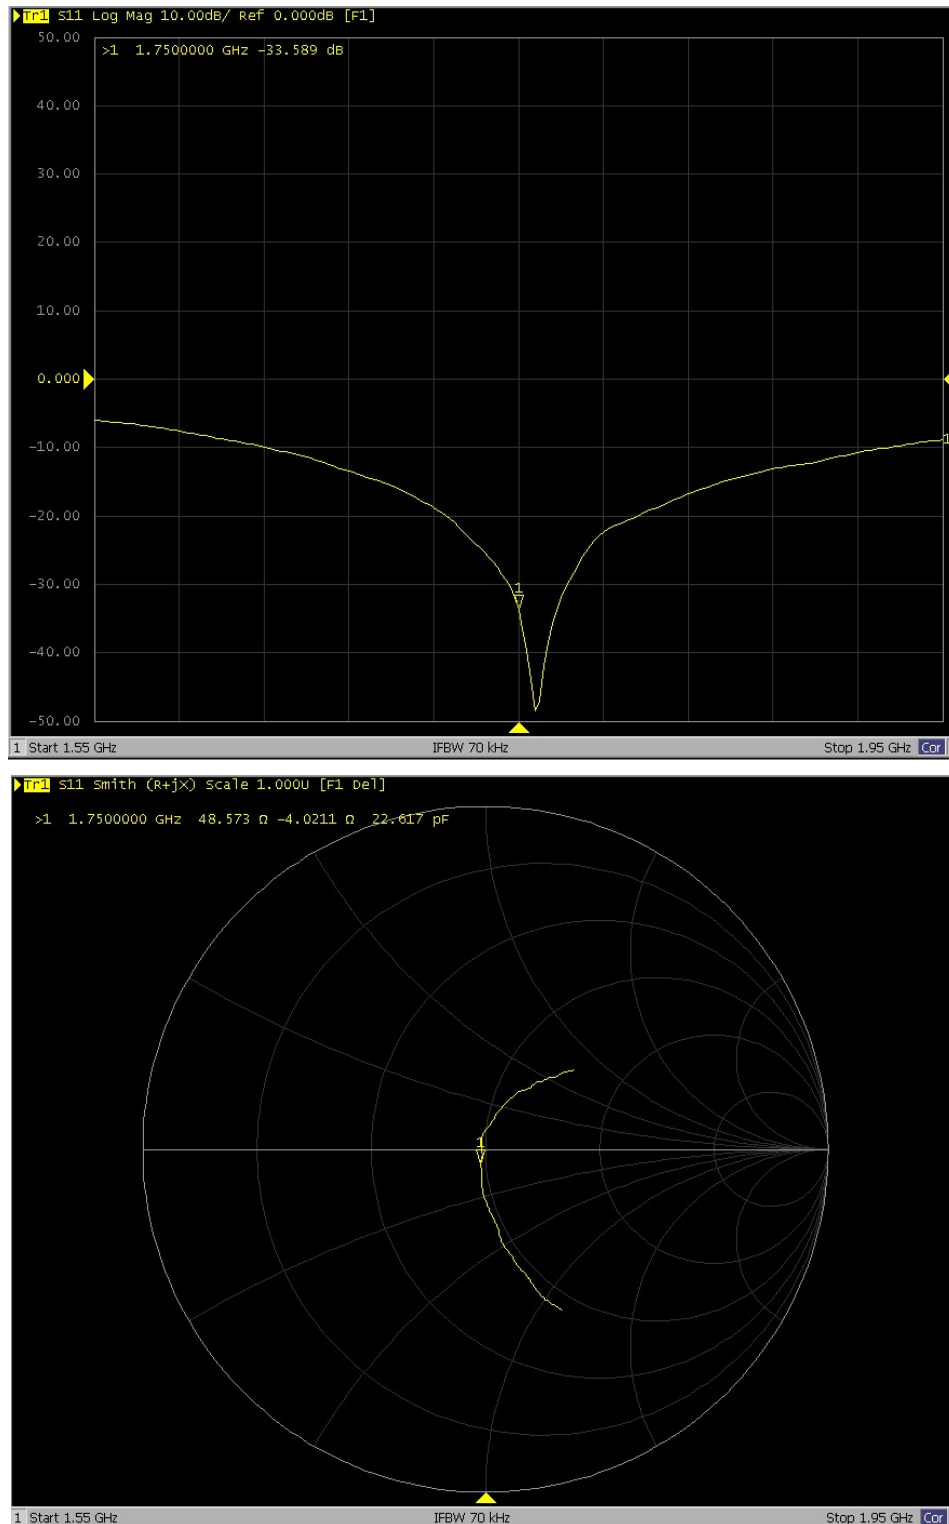 Tr1 S11 Log Mag 10.00dB/ Ref 0.000dB [F1]
50.00
>1 1.7500000 GHz -33.589 dB
40.00
30.00
20.00
10.00
0.000
-10.00
1
-20.00
-30.00
1
-40.00
-50.00
1 Start 1.55 GHz IFBW 70 kHz Stop 1.95 GHz Cor
Tr1 S11 Smith (R+jX) Scale 1.000U [F1 Del]
>1 1.7500000 GHz 48.573 Ω -4.0211 Ω 22.617 pF
1
1 Start 1.55 GHz IFBW 70 kHz Stop 1.95 GHz Cor